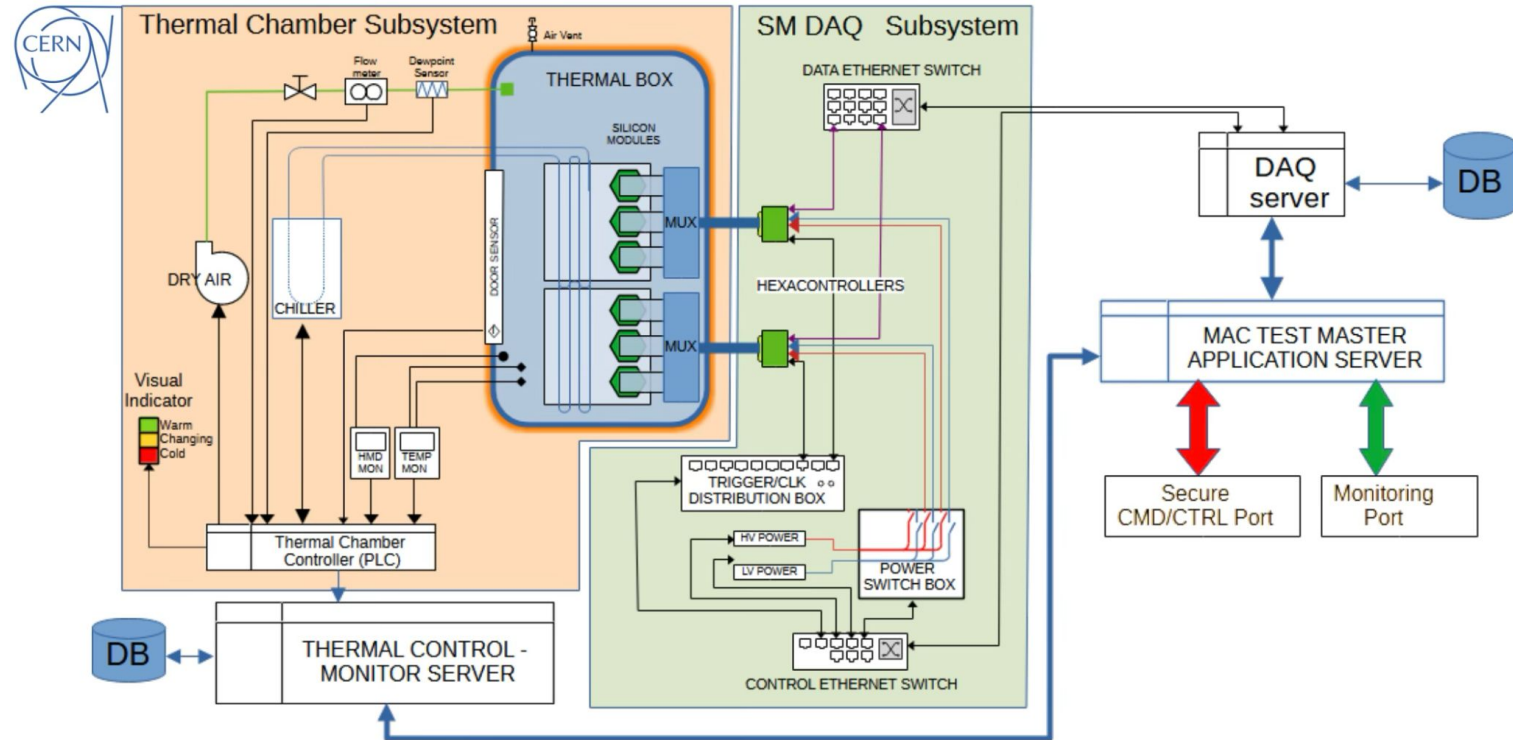 CERN
Thermal Chamber Subsystem
Air Vent
Flow
meter
Dewpoint
Sensor
THERMAL BOX
SILICON
MODULES
MUX
MUX
DOOR SENSOR
DRY AIR
CHILLER
Visual
Indicator
Warm
Changing
Cold
HMD
MON
TEMP
MON
Thermal Chamber
Controller (PLC)
DB
THERMAL CONTROL -
MONITOR SERVER
SM DAQ Subsystem
DATA ETHERNET SWITCH
HEXACONTROLLERS
TRIGGER/CLK
DISTRIBUTION BOX
HV POWER
LV POWER
POWER
SWITCH BOX
CONTROL ETHERNET SWITCH
DAQ
server
DB
MAC TEST MASTER
APPLICATION SERVER
Secure
CMD/CTRL Port
Monitoring
Port